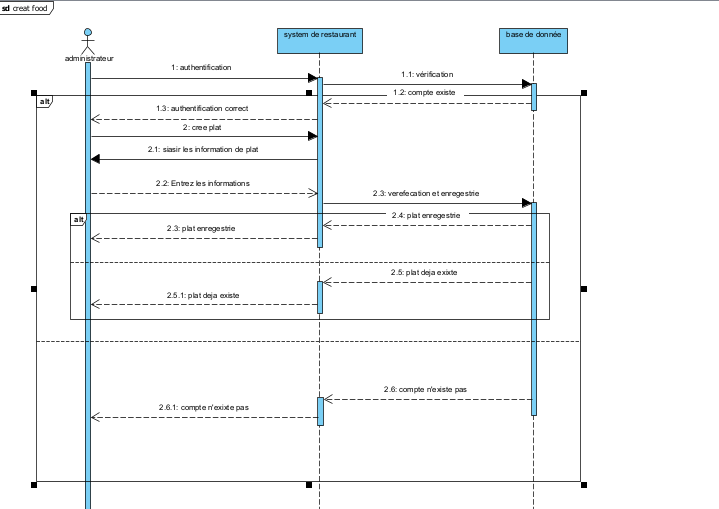 sd creat food
system de restaurant
base de donnée
administrateur
1: authentification
1.1: vérification
1.2: compte existe
alt
1.3: authentification correct
2: cree plat
2.1: siasir les information de plat
2.2: Entrez les informations
2.3: verefecation et enregestrie
alt
2.4: plat enregestrie
2.3: plat enregestrie
2.5: plat deja exixte
2.5.1: plat deja existe
2.6: compte n'existe pas
2.6.1: compte n'exixte pas